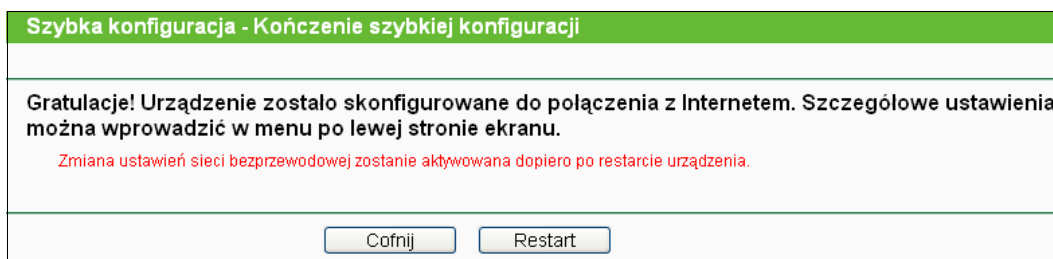 Szybka konfiguracja - Kończenie szybkiej konfiguracji
Gratulacje! Urządzenie zostało skonfigurowane do połączenia z Internetem. Szczegółowe ustawienia
można wprowadzić w menu po lewej stronie ekranu.
Zmiana ustawień sieci bezprzewodowej zostanie aktywowana dopiero po restarcie urządzenia.
Cofnij Restart